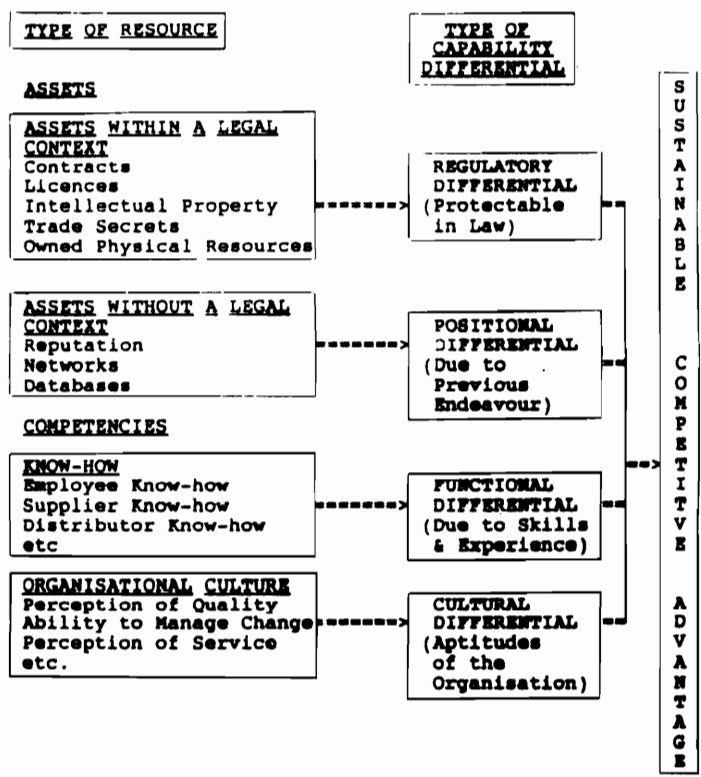 TYPE OF RESOURCE
TYPE OF
CAPABILITY
DIFFERENTIAL
ASSETS
ASSETS WITHIN A LEGAL
CONTEXT
Contracts
Licences
Intellectual Property
Trade Secrets
Owned Physical Resources
REGULATORY
DIFFERENTIAL
(Protectable
in Law)
ASSETS WITHOUT A LEGAL
CONTEXT
Reputation
Networks
Databases
POSITIONAL
DIFFERENTIAL
(Due to
Previous
Endeavour)
COMPETENCIES
KNOW-HOW
Employee Know-how
Supplier Know-how
Distributor Know-how
etc
FUNCTIONAL
DIFFERENTIAL
(Due to Skills
& Experience)
ORGANISATIONAL CULTURE
Perception of Quality
Ability to Manage Change
Perception of Service
etc.
CULTURAL
DIFFERENTIAL
(Aptitudes
of the
Organisation)
SUSTAINABLE COMPETITVE ADVANTAGE